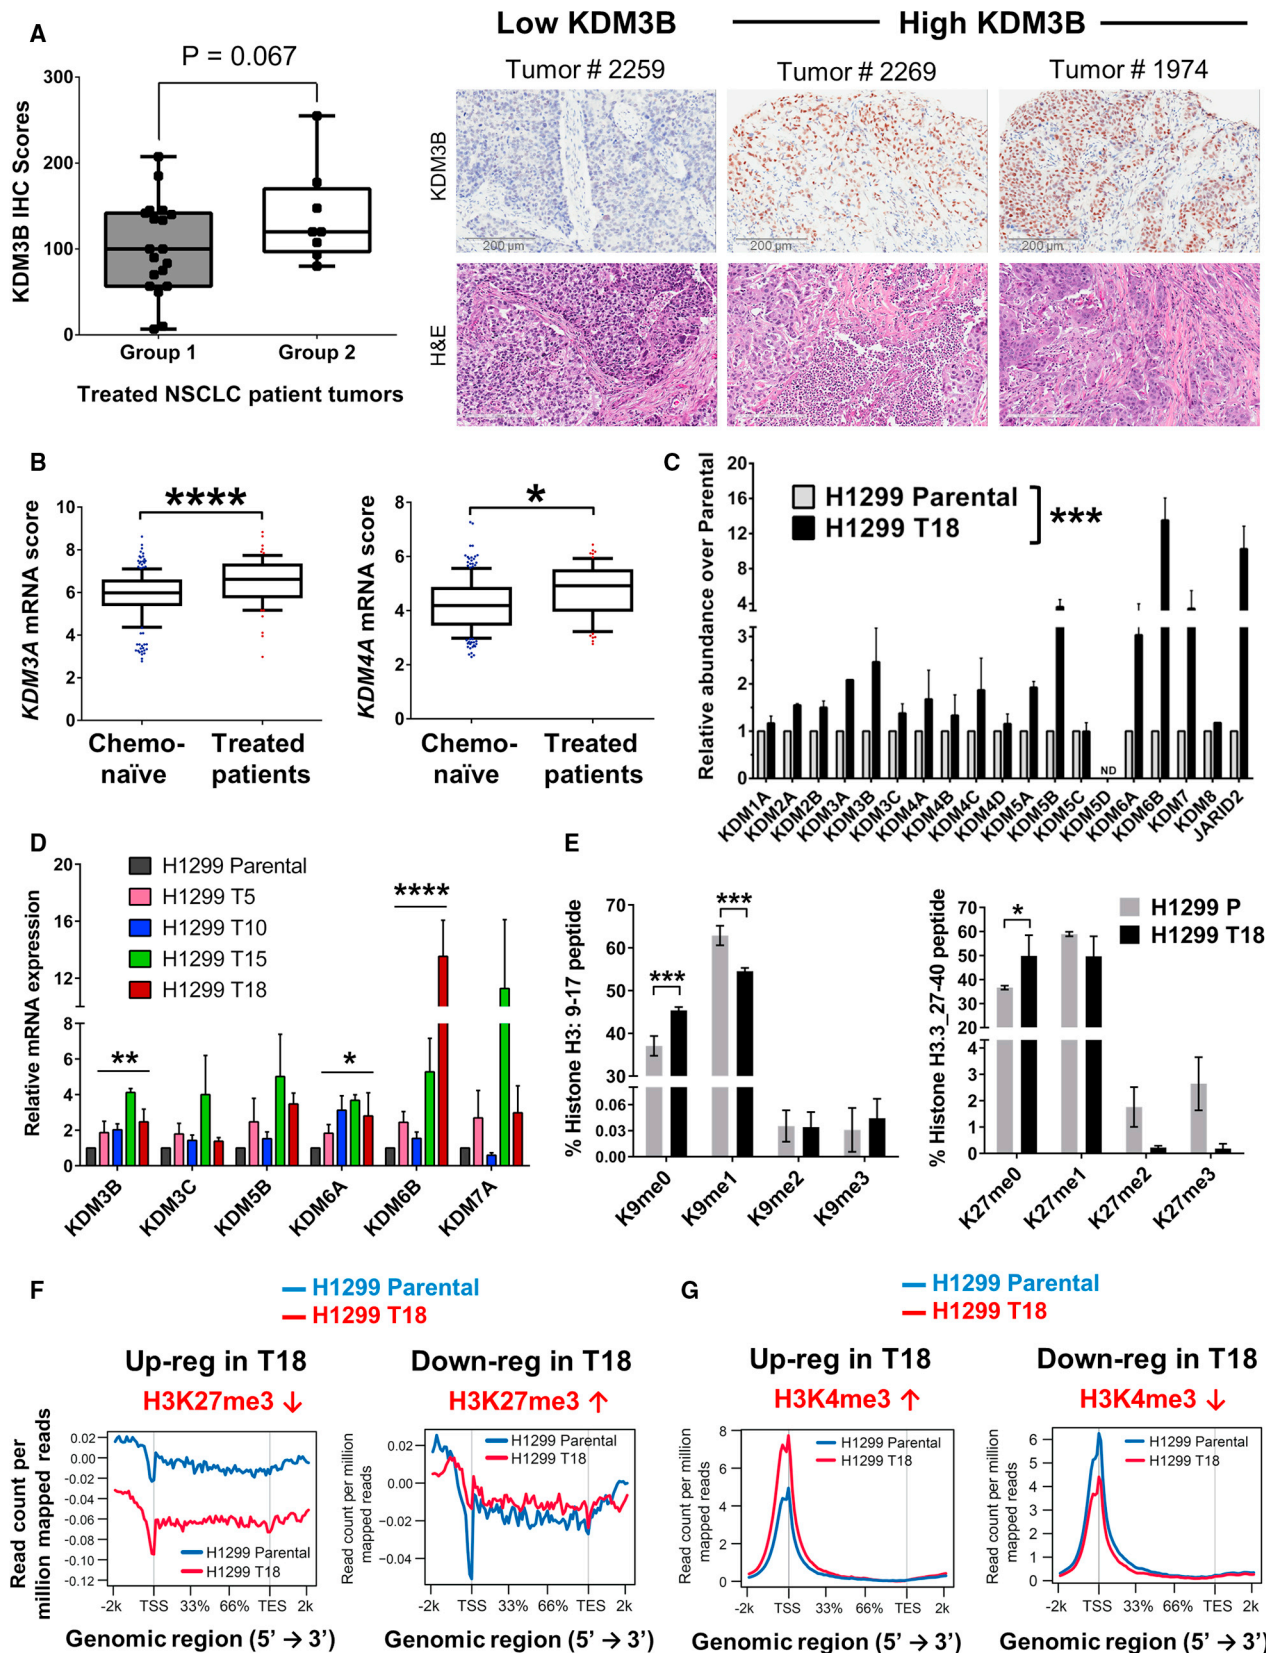 A
P = 0.067
KDM3B IHC Scores
300
200
100
0
Group 1
Group 2
Treated NSCLC patient tumors
Low KDM3B
High KDM3B
Tumor # 2259
Tumor # 2269
Tumor # 1974
KDM3B
200 µm
200 µm
200 µm
H&E
B
****
KDM3A mRNA score
10
8
6
4
2
0
Chemo-
naïve
Treated
patients
*
KDM4A mRNA score
8
6
4
2
0
Chemo-
naïve
Treated
patients
C
Relative abundance over Parental
20
16
12
8
4
3
2
1
0
H1299 Parental
H1299 T18
***
ND
KDM1A
KDM2A
KDM2B
KDM3A
KDM3B
KDM3C
KDM4A
KDM4B
KDM4C
KDM4D
KDM5A
KDM5B
KDM5C
KDM5D
KDM6A
KDM6B
KDM7
KDM8
JARID2
D
Relative mRNA expression
20
16
12
8
6
4
2
0
H1299 Parental
H1299 T5
H1299 T10
H1299 T15
H1299 T18
**
*
****
KDM3B
KDM3C
KDM5B
KDM6A
KDM6B
KDM7A
E
% Histone H3: 9-17 peptide
70
60
50
40
30
0.06
0.03
0.00
***
***
K9me0
K9me1
K9me2
K9me3
% Histone H3.3_27-40 peptide
70
60
50
40
30
20
4
3
2
1
0
*
H1299 P
H1299 T18
K27me0
K27me1
K27me2
K27me3
F
H1299 Parental
H1299 T18
Up-reg in T18
H3K27me3 ↓
Read count per
million mapped reads
0.02
0.00
-0.02
-0.04
-0.06
-0.08
-0.10
-0.12
H1299 Parental
H1299 T18
-2k
TSS
33%
66%
TES
2k
Genomic region (5’ → 3’)
Down-reg in T18
H3K27me3 ↑
Read count per million
mapped reads
0.02
0.00
-0.02
-0.04
H1299 Parental
H1299 T18
-2k
TSS
33%
66%
TES
2k
Genomic region (5’ → 3’)
G
H1299 Parental
H1299 T18
Up-reg in T18
H3K4me3 ↑
Read count per million
mapped reads
8
6
4
2
0
H1299 Parental
H1299 T18
-2k
TSS
33%
66%
TES
2k
Genomic region (5’ → 3’)
Down-reg in T18
H3K4me3 ↓
Read count per million
mapped reads
6
5
4
3
2
1
0
H1299 Parental
H1299 T18
-2k
TSS
33%
66%
TES
2k
Genomic region (5’ → 3’)